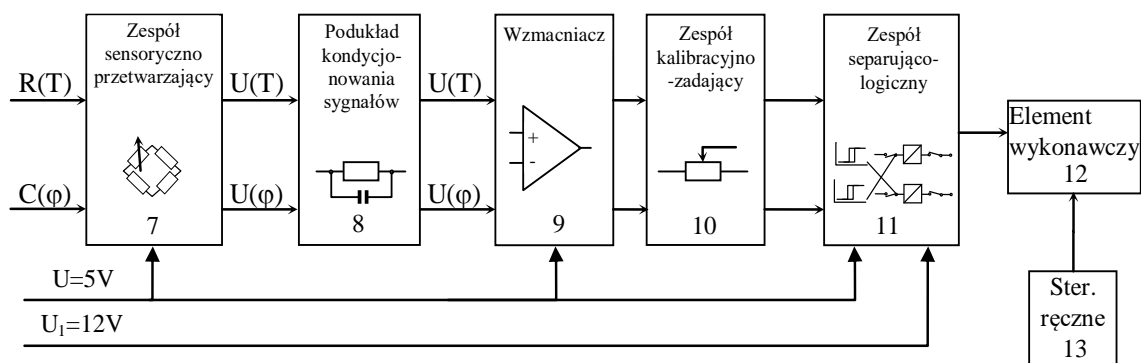 Zespół
sensoryczno
przetwarzający
7
Podukład
kondycjo-
nowania
sygnałów
8
Wzmacniacz
+
-
9
Zespół
kalibracyjno
-zadający
10
Zespół
separująco-
logiczny
11
Element
wykonawczy
12
Ster.
ręczne
13
R(T)
U(T)
U(T)
C(φ)
U(φ)
U(φ)
U=5V
U₁=12V